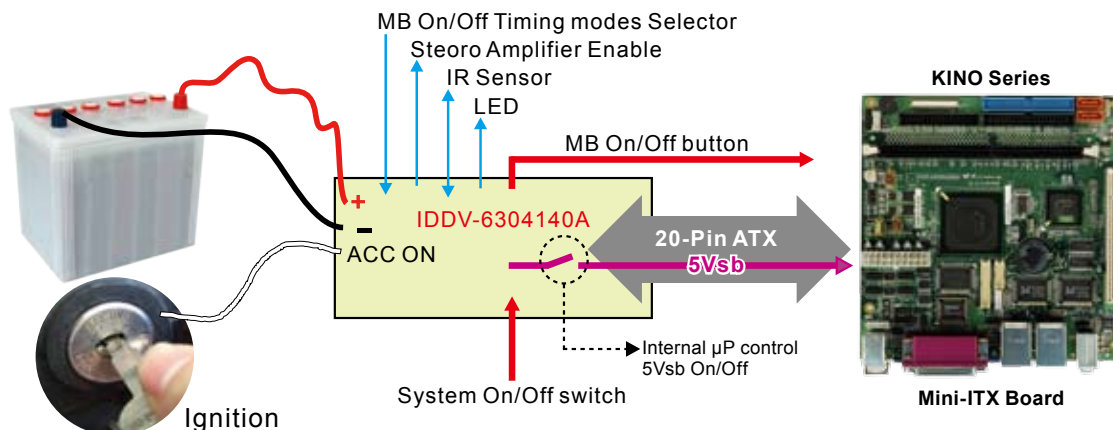 MB On/Off Timing modes Selector
Steoro Amplifier Enable
IR Sensor
LED
KINO Series
MB On/Off button
+
-
IDDV-6304140A
ACC ON
20-Pin ATX
5Vsb
Internal µP control
5Vsb On/Off
System On/Off switch
Ignition
Mini-ITX Board